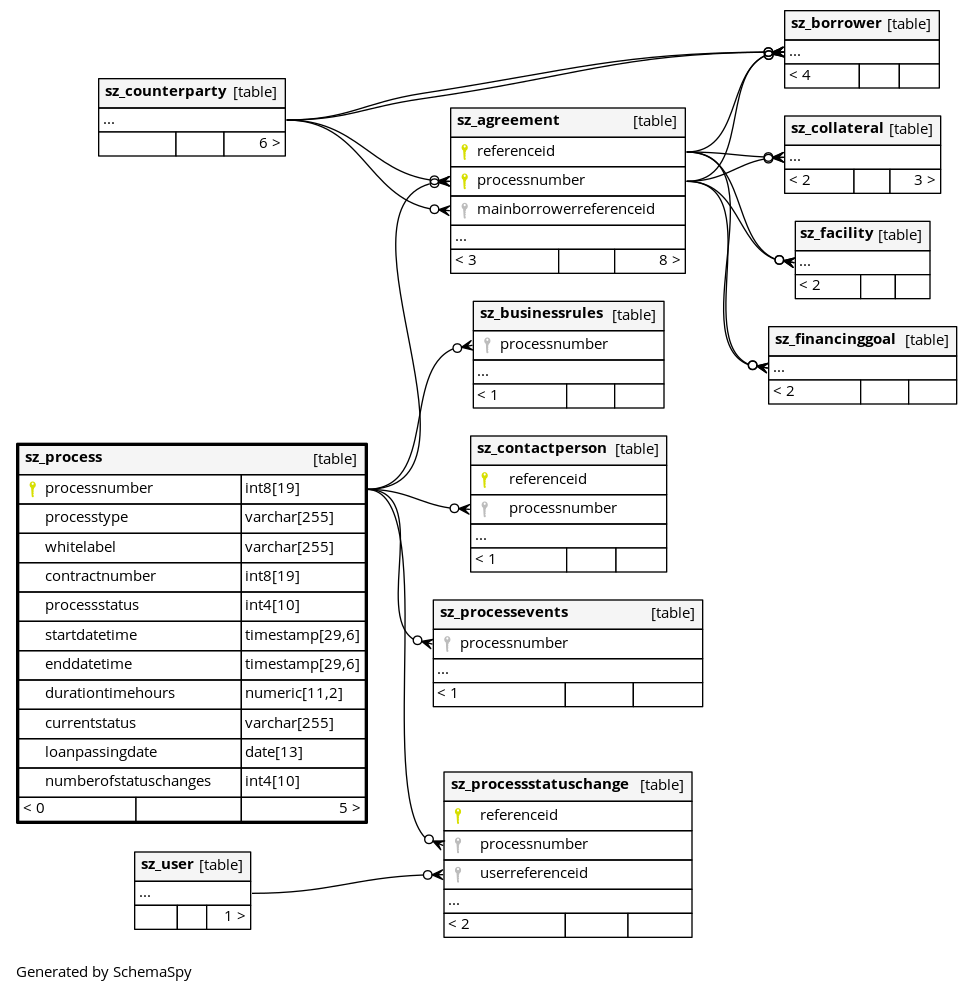 sz_borrower [table]
...
< 4
sz_counterparty [table]
...
6 >
sz_agreement [table]
referenceid
processnumber
mainborrowerreferenceid
...
< 3 8 >
sz_collateral [table]
...
< 2 3 >
sz_facility [table]
...
< 2
sz_businessrules [table]
processnumber
...
< 1
sz_financinggoal [table]
...
< 2
sz_process [table]
processnumber int8[19]
processtype varchar[255]
whitelabel varchar[255]
contractnumber int8[19]
processstatus int4[10]
startdatetime timestamp[29,6]
enddatetime timestamp[29,6]
durationtimehours numeric[11,2]
currentstatus varchar[255]
loanpassingdate date[13]
numberofstatuschanges int4[10]
< 0 5 >
sz_contactperson [table]
referenceid
processnumber
...
< 1
sz_processevents [table]
processnumber
...
< 1
sz_processstatuschange [table]
referenceid
processnumber
userreferenceid
...
< 2
sz_user [table]
...
1 >
Generated by SchemaSpy